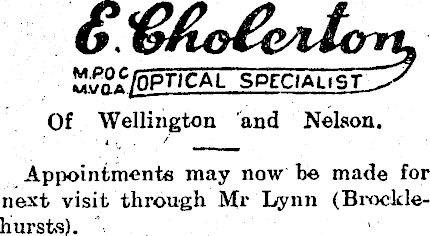 E. Cholerton
M.P.O.C
M.V.O.A
OPTICAL SPECIALIST
Of Wellington and Nelson.
Appointments may now be made for
next visit through Mr Lynn (Brockle-
hursts).